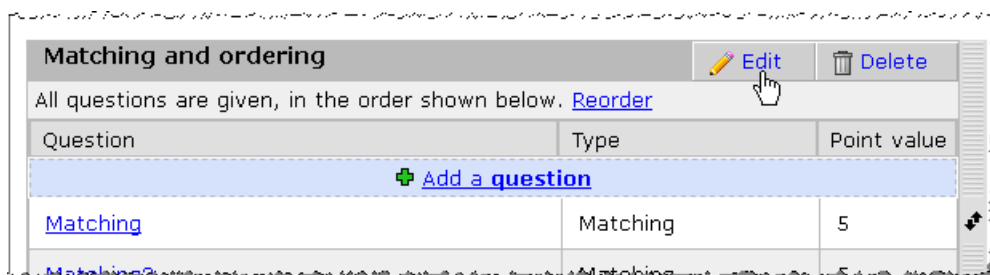 Matching and ordering Edit Delete
All questions are given, in the order shown below. Reorder
Question Type Point value
Add a question
Matching Matching 5